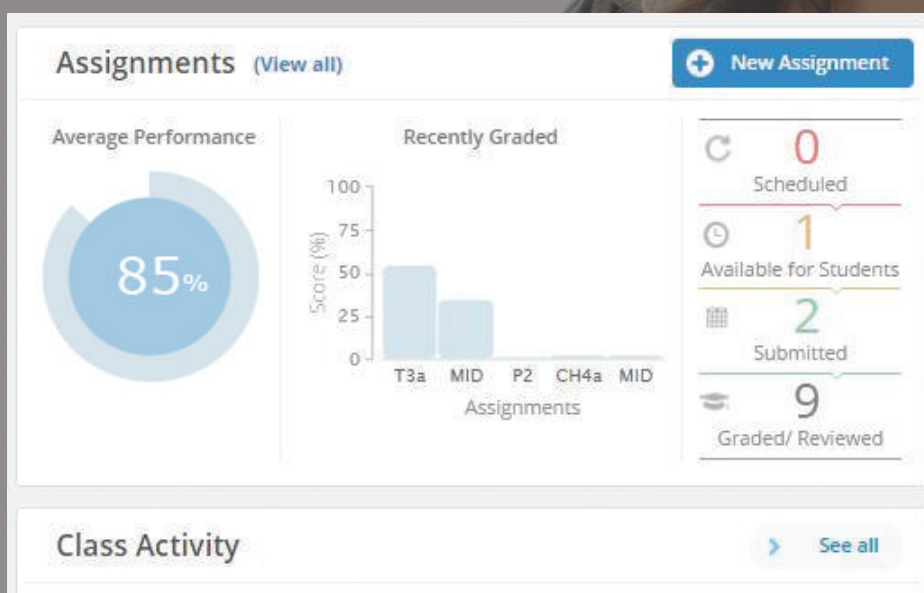 Assignments (View all)
New Assignment
Average Performance
85%
Recently Graded
100
75
50
25
0
Score (%)
T3a MID P2 CH4a MID
Assignments
0
Scheduled
1
Available for Students
2
Submitted
9
Graded/ Reviewed
Class Activity
See all